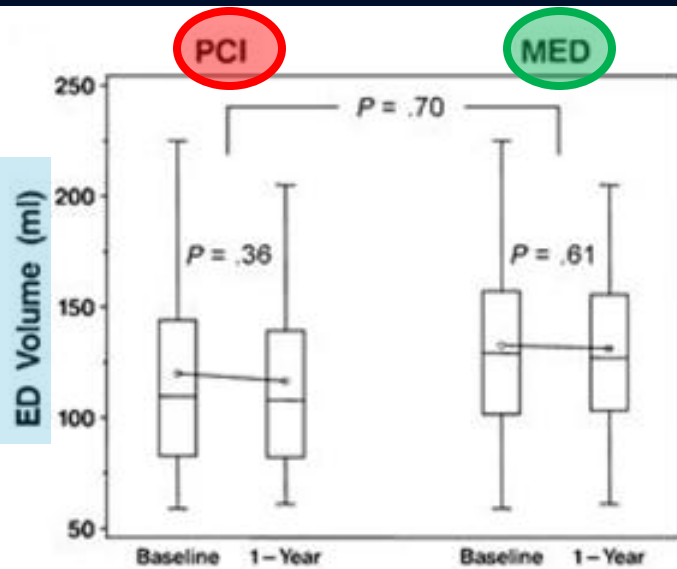 PCI MED
250
P = .70
200
P = .36 P = .61
150
100
50
ED Volume (ml)
Baseline 1-Year Baseline 1-Year